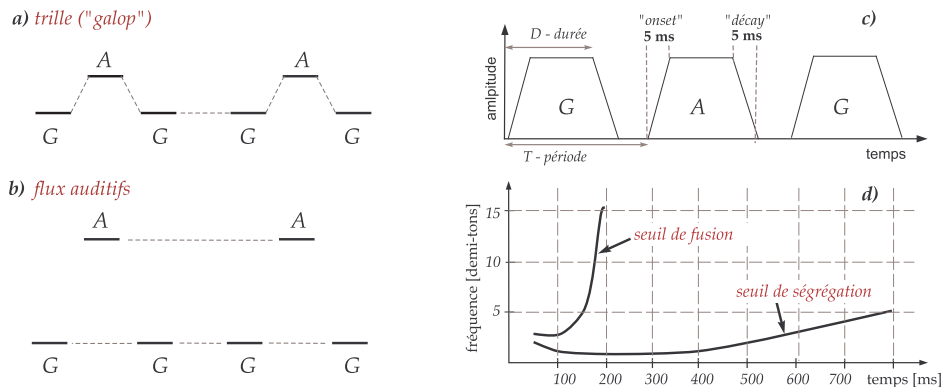 a) trille ("galop")
A
A
G
G
G
G
b) flux auditifs
A
A
G
G
G
G
c)
"onset"
5 ms
"décay"
5 ms
D - durée
amlpitude
G
A
G
T - période
temps
d)
fréquence [demi-tons]
15
10
5
seuil de fusion
seuil de ségrégation
100 200 300 400 500 600 700 temps [ms]